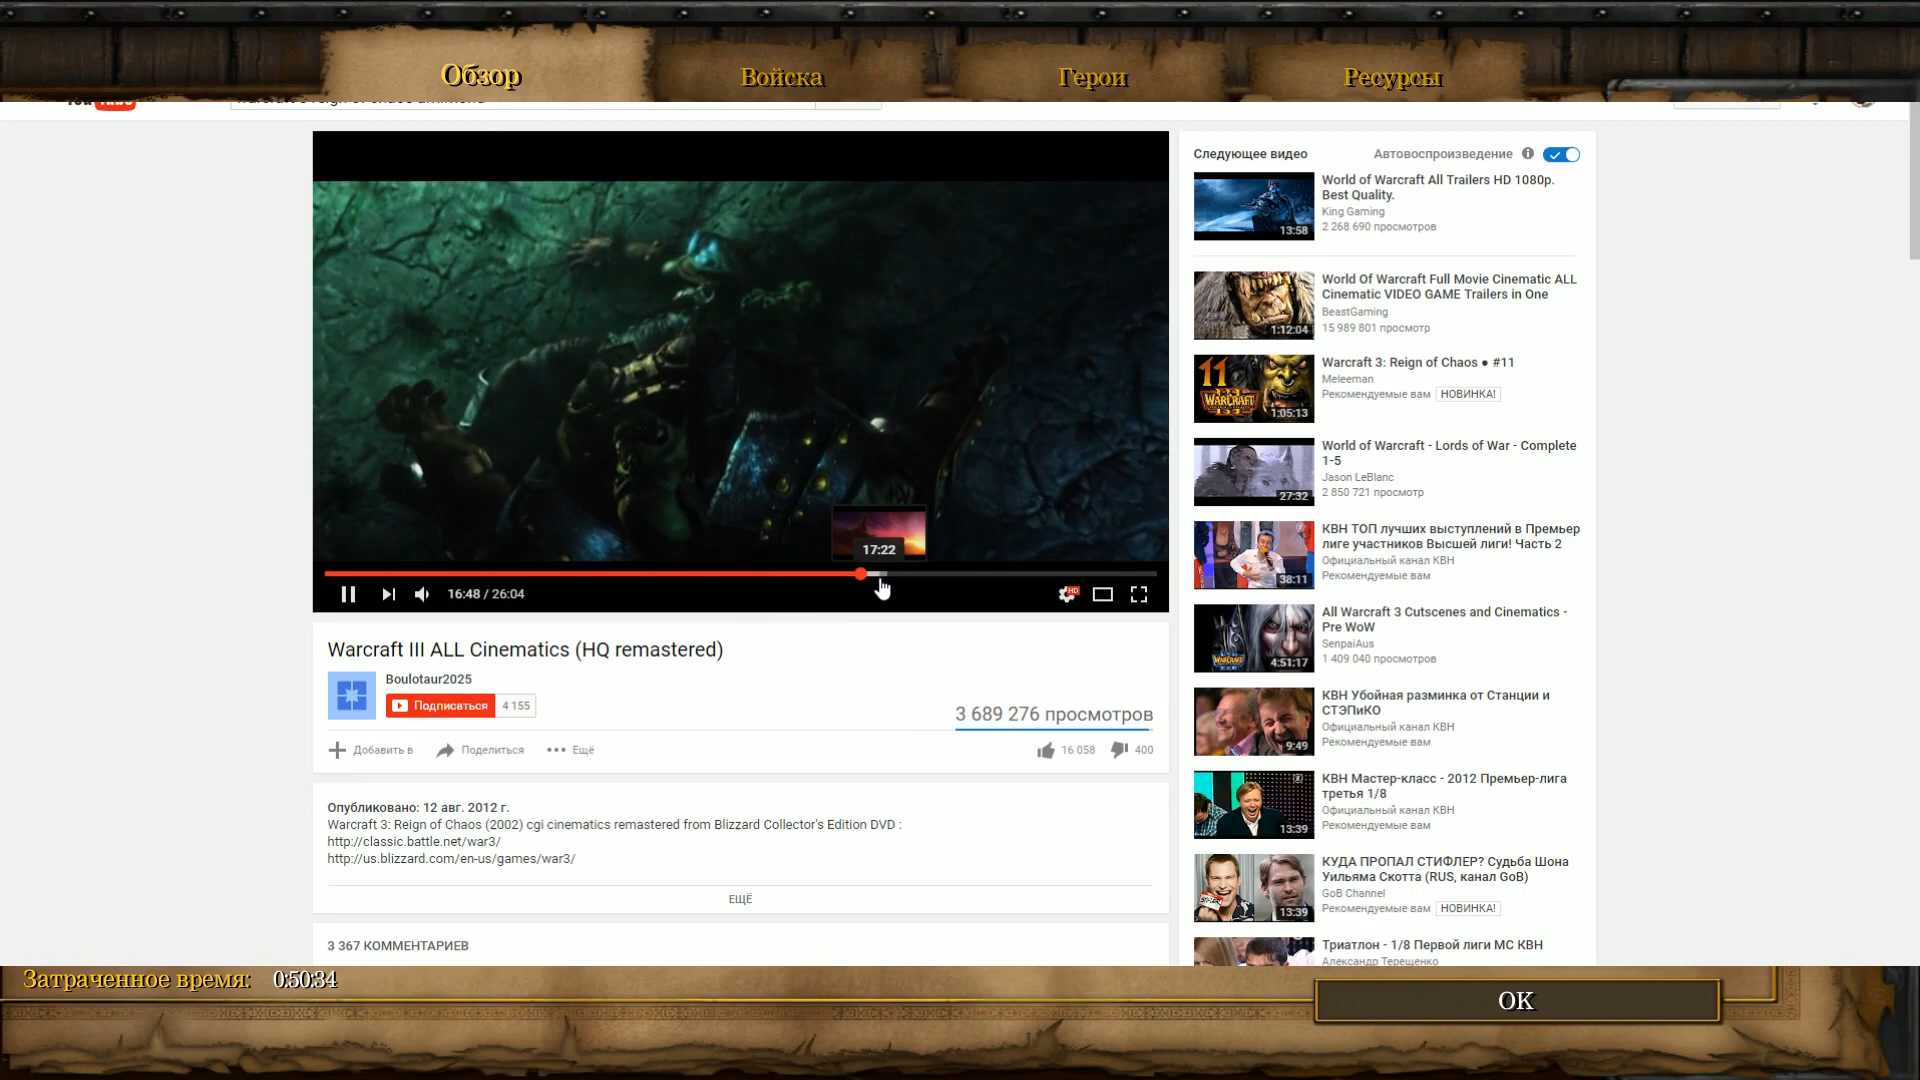 Обзор
Войска
Герои
Ресурсы
Следующее видео
Автовоспроизведение
World of Warcraft All Trailers HD 1080p.
Best Quality.
King Gaming
2 268 690 просмотров
13:58
World Of Warcraft Full Movie Cinematic ALL
Cinematic VIDEO GAME Trailers in One
BeastGaming
15 989 801 просмотр
1:12:04
Warcraft 3: Reign of Chaos ● #11
Meleeman
Рекомендуемые вам НОВИНКА!
11
WARCRAFT
1:05:13
World of Warcraft - Lords of War - Complete
1-5
Jason LeBlanc
2 850 721 просмотр
27:32
КВН ТОП лучших выступлений в Премьер
лиге участников Высшей лиги! Часть 2
Официальный канал КВН
Рекомендуемые вам
38:11
All Warcraft 3 Cutscenes and Cinematics -
Pre WoW
SenpaiAus
1 409 040 просмотров
WARCRAFT
4:51:17
КВН Убойная разминка от Станции и
СТЭПиКО
Официальный канал КВН
Рекомендуемые вам
9:49
КВН Мастер-класс - 2012 Премьер-лига
третья 1/8
Официальный канал КВН
Рекомендуемые вам
13:39
КУДА ПРОПАЛ СТИФЛЕР? Судьба Шона
Уильяма Скотта (RUS, канал GoB)
GoB Channel
Рекомендуемые вам НОВИНКА!
13:39
Триатлон - 1/8 Первой лиги МС КВН
Александр Терещенко
17:22
16:48 / 26:04
HD
Warcraft III ALL Cinematics (HQ remastered)
Boulotaur2025
Подписаться 4 155
3 689 276 просмотров
Добавить в Поделиться Ещё
16 058 400
Опубликовано: 12 авг. 2012 г.
Warcraft 3: Reign of Chaos (2002) cgi cinematics remastered from Blizzard Collector's Edition DVD :
http://classic.battle.net/war3/
http://us.blizzard.com/en-us/games/war3/
ЕЩЁ
3 367 КОММЕНТАРИЕВ
Затраченное время: 0:50:34
OK